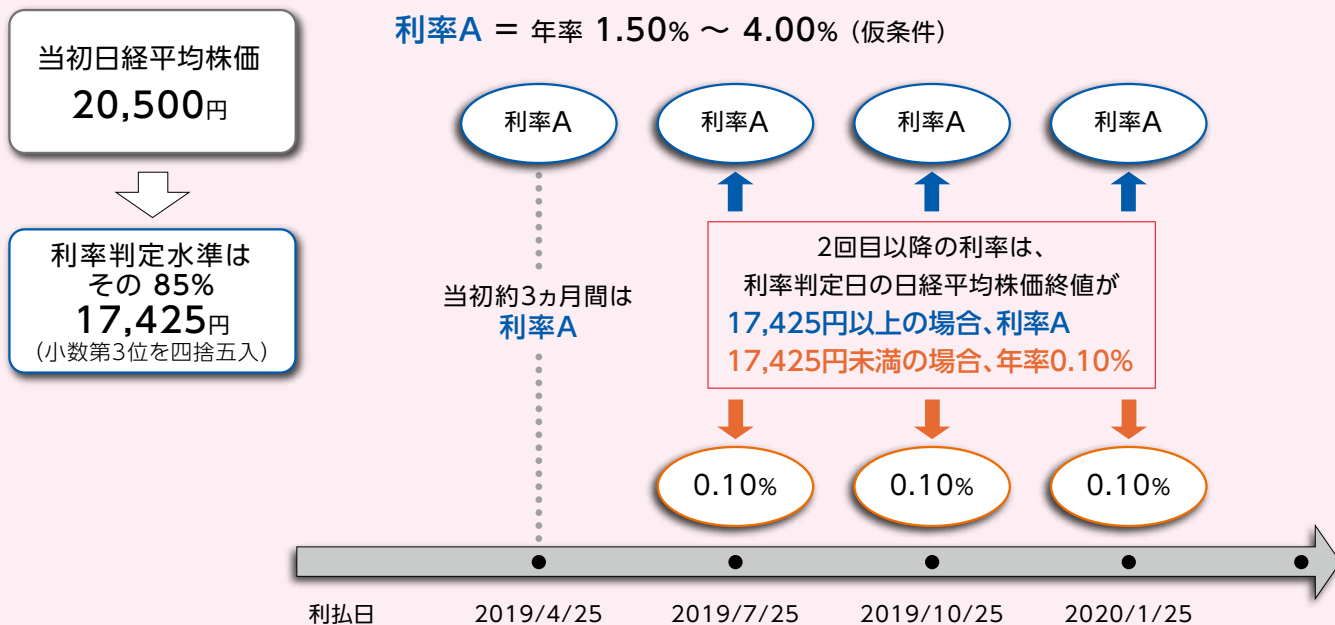 利率A = 年率 1.50% ～ 4.00% (仮条件)
当初日経平均株価
20,500円
利率判定水準は
その 85%
17,425円
(小数第3位を四捨五入)
利率A
利率A
利率A
利率A
当初約3ヵ月間は
利率A
2回目以降の利率は、
利率判定日の日経平均株価終値が
17,425円以上の場合、利率A
17,425円未満の場合、年率0.10%
0.10%
0.10%
0.10%
利払日
2019/4/25
2019/7/25
2019/10/25
2020/1/25